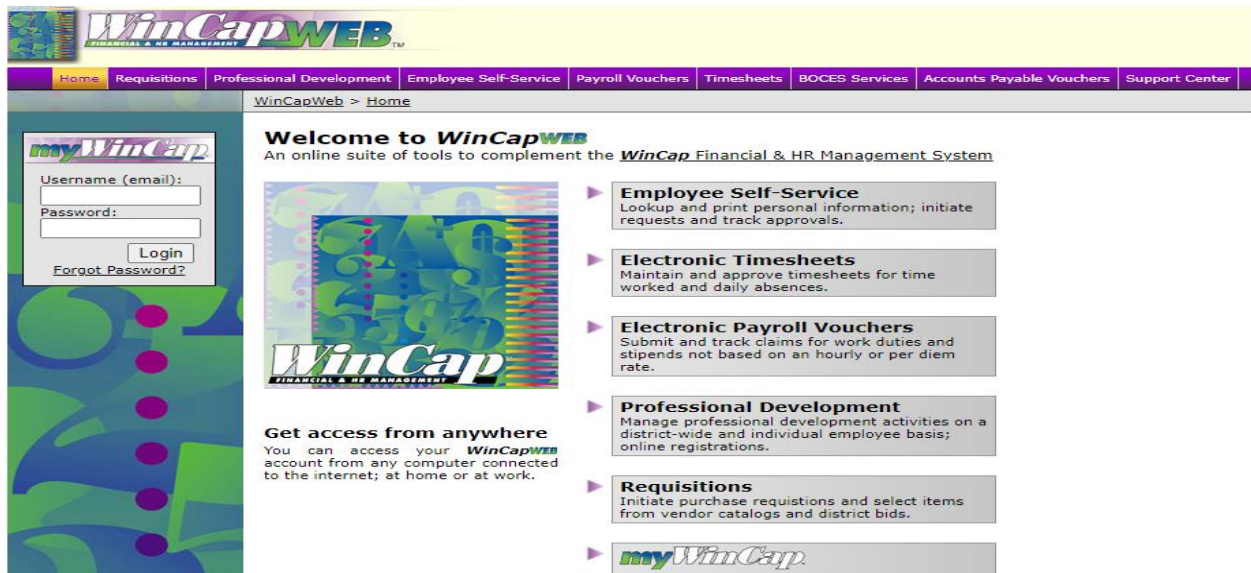 WinCapWEB TM
FINANCIAL & HR MANAGEMENT
Home Requisitions Professional Development Employee Self-Service Payroll Vouchers Timesheets BOCES Services Accounts Payable Vouchers Support Center
WinCapWeb > Home
myWinCap
Username (email):
Password:
Login
Forgot Password?
Welcome to WinCapWEB
An online suite of tools to complement the WinCap Financial & HR Management System
WinCap
FINANCIAL & HR MANAGEMENT
Get access from anywhere
You can access your WinCapWEB
account from any computer connected
to the internet; at home or at work.
Employee Self-Service
Lookup and print personal information; initiate
requests and track approvals.
Electronic Timesheets
Maintain and approve timesheets for time
worked and daily absences.
Electronic Payroll Vouchers
Submit and track claims for work duties and
stipends not based on an hourly or per diem
rate.
Professional Development
Manage professional development activities on a
district-wide and individual employee basis;
online registrations.
Requisitions
Initiate purchase requistions and select items
from vendor catalogs and district bids.
myWinCap